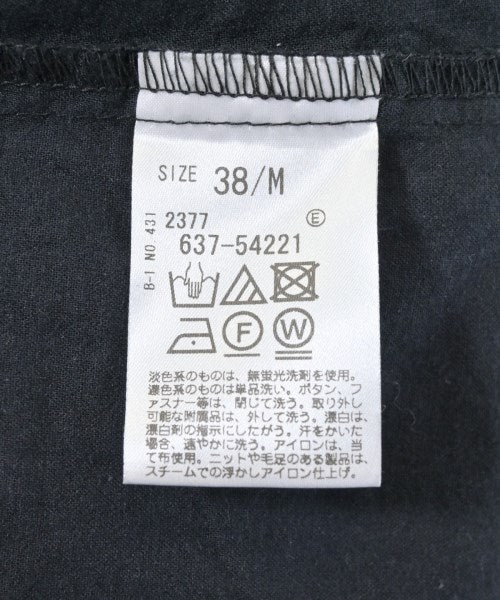 SIZE 38/M
B-I NO.431
2377 Ⓔ
637-54221
F W
淡色系のものは、無蛍光洗剤を使用。
濃色系のものは単品洗い。ボタン、フ
ァスナー等は、閉じて洗う。取り外し
可能な附属品は、外して洗う。漂白は、
漂白剤の指示にしたがう。汗をかいた
場合、速やかに洗う。アイロンは、当
て布使用。ニットや毛足のある製品は、
スチームでの浮かしアイロン仕上げ。